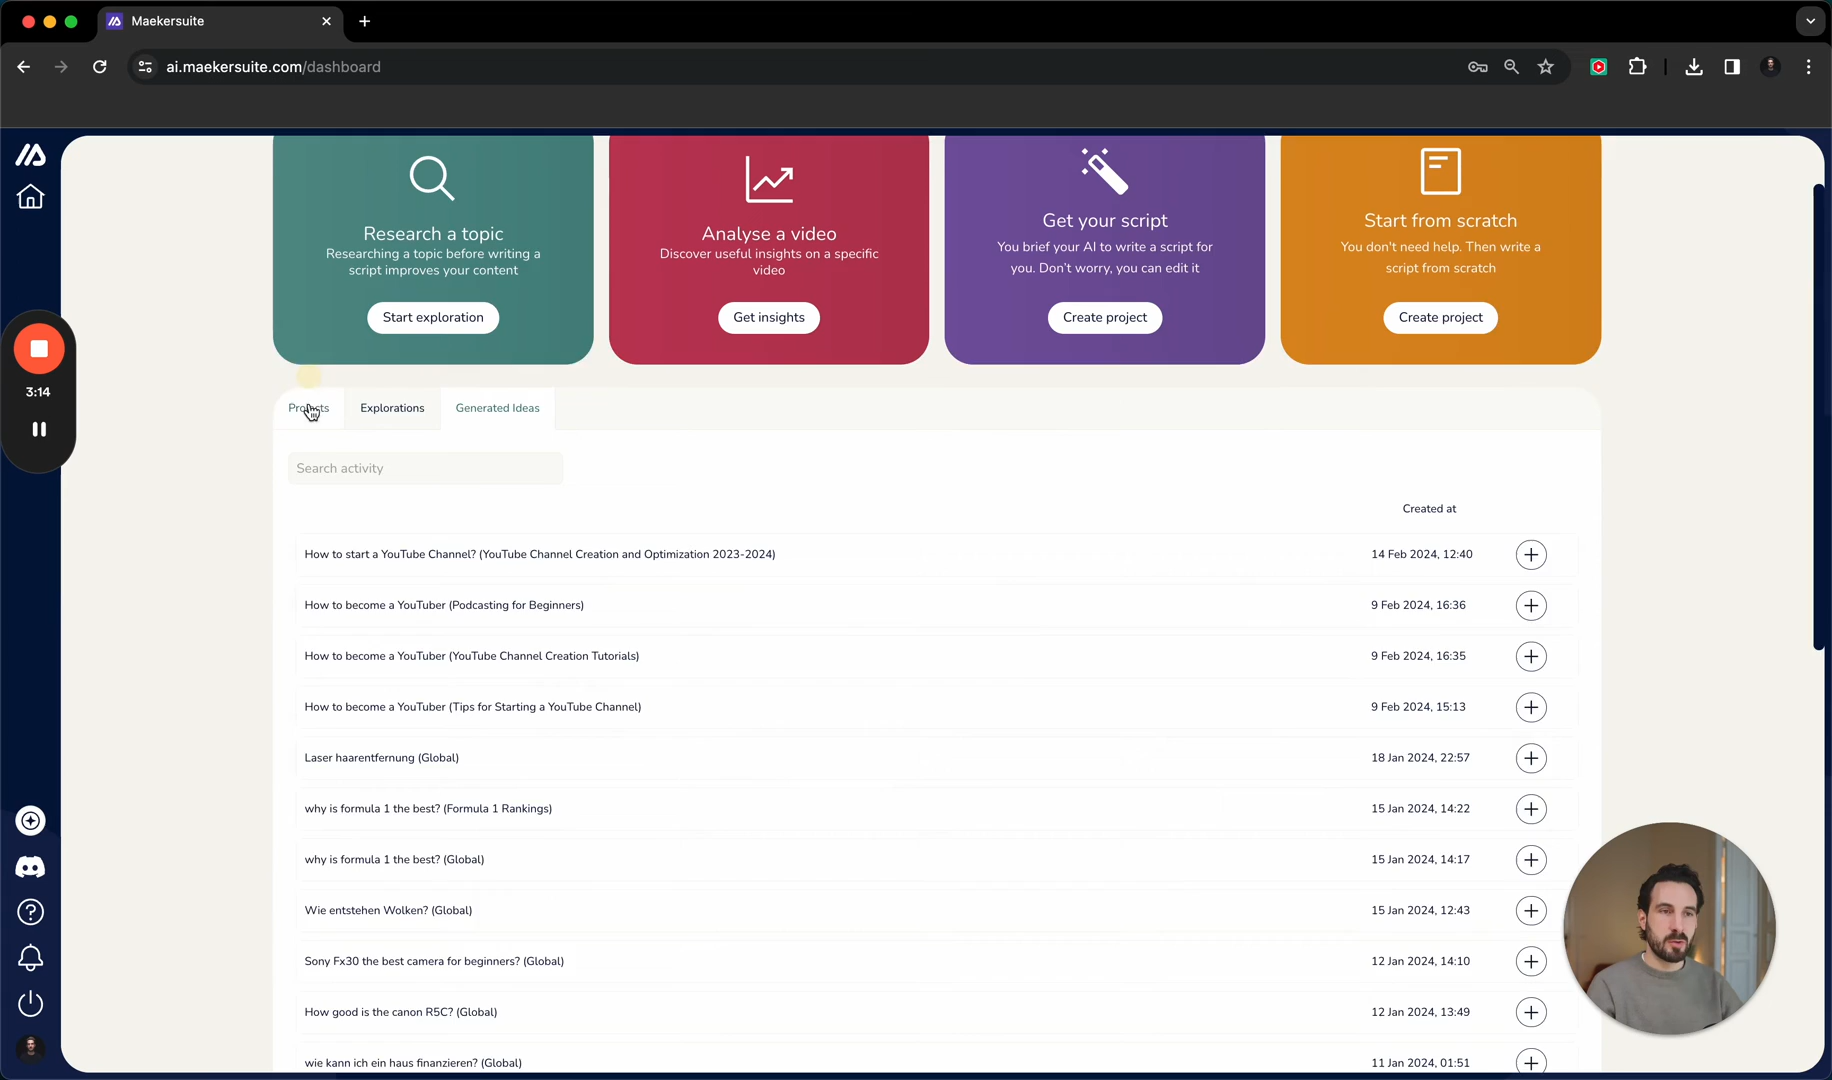 Maekersuite
ai.maekersuite.com/dashboard
Research a topic
Researching a topic before writing a
script improves your content
Start exploration
Analyse a video
Discover useful insights on a specific
video
Get insights
Get your script
You brief your AI to write a script for
you. Don't worry, you can edit it
Create project
Start from scratch
You don't need help. Then write a
script from scratch
Create project
3:14
Projects
Explorations
Generated Ideas
Search activity
Created at
How to start a YouTube Channel? (YouTube Channel Creation and Optimization 2023-2024)
14 Feb 2024, 12:40
How to become a YouTuber (Podcasting for Beginners)
9 Feb 2024, 16:36
How to become a YouTuber (YouTube Channel Creation Tutorials)
9 Feb 2024, 16:35
How to become a YouTuber (Tips for Starting a YouTube Channel)
9 Feb 2024, 15:13
Laser haarentfernung (Global)
18 Jan 2024, 22:57
why is formula 1 the best? (Formula 1 Rankings)
15 Jan 2024, 14:22
why is formula 1 the best? (Global)
15 Jan 2024, 14:17
Wie entstehen Wolken? (Global)
15 Jan 2024, 12:43
Sony Fx30 the best camera for beginners? (Global)
12 Jan 2024, 14:10
How good is the canon R5C? (Global)
12 Jan 2024, 13:49
wie kann ich ein haus finanzieren? (Global)
11 Jan 2024, 01:51